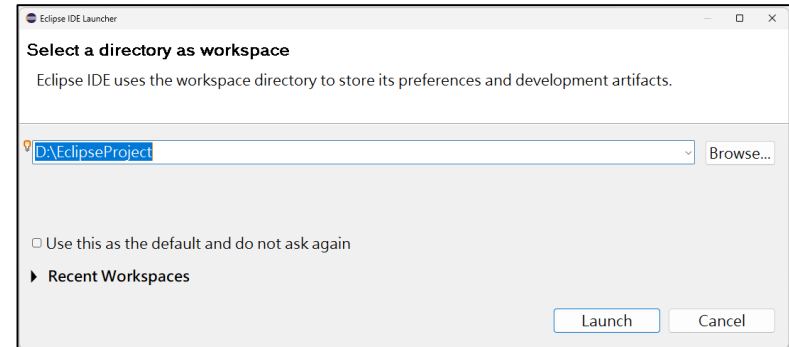 Eclipse IDE Launcher
Select a directory as workspace
Eclipse IDE uses the workspace directory to store its preferences and development artifacts.
D:\EclipseProject
Browse...
Use this as the default and do not ask again
Recent Workspaces
Launch
Cancel